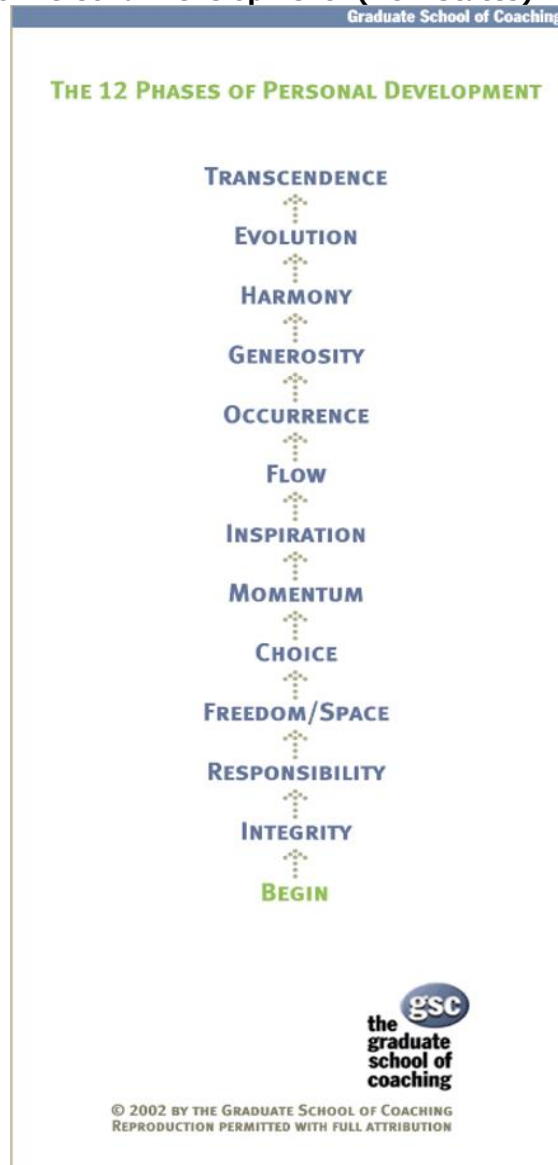 Graduate School of Coaching
THE 12 PHASES OF PERSONAL DEVELOPMENT
TRANSCENDENCE
EVOLUTION
HARMONY
GENEROSITY
OCCURRENCE
FLOW
INSPIRATION
MOMENTUM
CHOICE
FREEDOM/SPACE
RESPONSIBILITY
INTEGRITY
BEGIN
gsc
the
graduate
school of
coaching
© 2002 BY THE GRADUATE SCHOOL OF COACHING
REPRODUCTION PERMITTED WITH FULL ATTRIBUTION